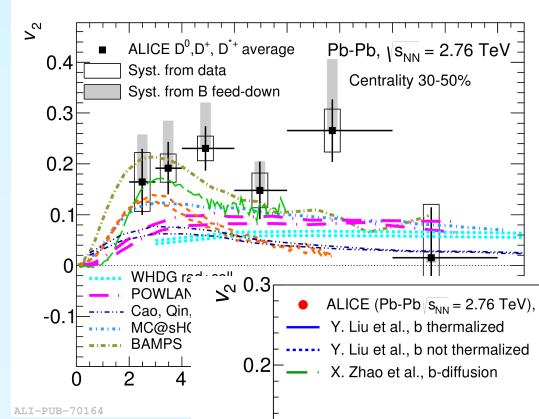 v2
ALICE D0,D+, D*+ average
Syst. from data
Syst. from B feed-down
Pb-Pb, √sNN = 2.76 TeV
Centrality 30-50%
0.4
0.3
0.2
0.1
0
-0.1
WHDG rad+coll
POWLAN
Cao, Qin,
MC@sHQ
BAMPS
0 2 4
v2
0.3
0.2
ALICE (Pb-Pb √sNN = 2.76 TeV),
Y. Liu et al., b thermalized
Y. Liu et al., b not thermalized
X. Zhao et al., b-diffusion
ALI-PUB-70164